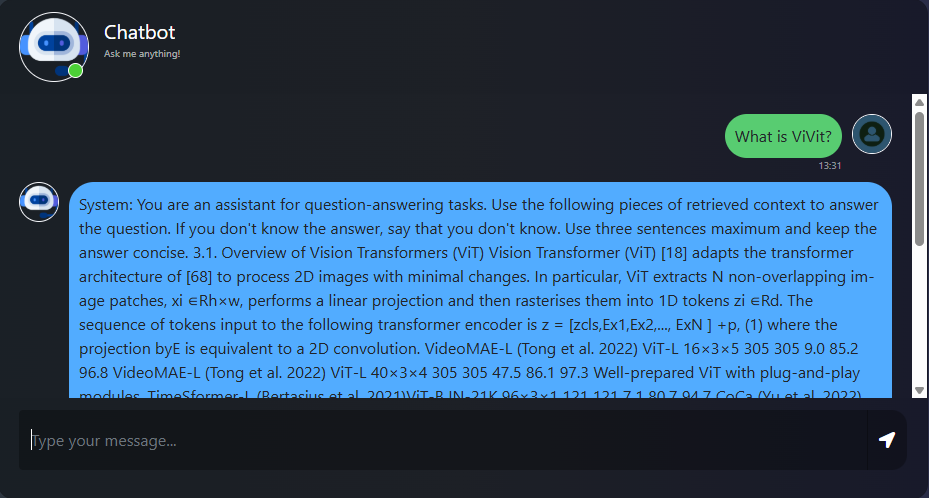 Chatbot
Ask me anything!
What is ViVit?
13:31
System: You are an assistant for question-answering tasks. Use the following pieces of retrieved context to answer
the question. If you don't know the answer, say that you don't know. Use three sentences maximum and keep the
answer concise. 3.1. Overview of Vision Transformers (ViT) Vision Transformer (ViT) [18] adapts the transformer
architecture of [68] to process 2D images with minimal changes. In particular, ViT extracts N non-overlapping im-
age patches, xi ∈Rh×w, performs a linear projection and then rasterises them into 1D tokens zi ∈Rd. The
sequence of tokens input to the following transformer encoder is z = [zcls,Ex1,Ex2,..., ExN ] +p, (1) where the
projection byE is equivalent to a 2D convolution. VideoMAE-L (Tong et al. 2022) ViT-L 16×3×5 305 305 9.0 85.2
96.8 VideoMAE-L (Tong et al. 2022) ViT-L 40×3×4 305 305 47.5 86.1 97.3 Well-prepared ViT with plug-and-play
modules. TimeSformer-L (Bertasius et al. 2021)ViT-B IN-21K 96×3×1 121 121 7.1 80.7 94.7 CoCa (Yu et al. 2022)
Type your message...